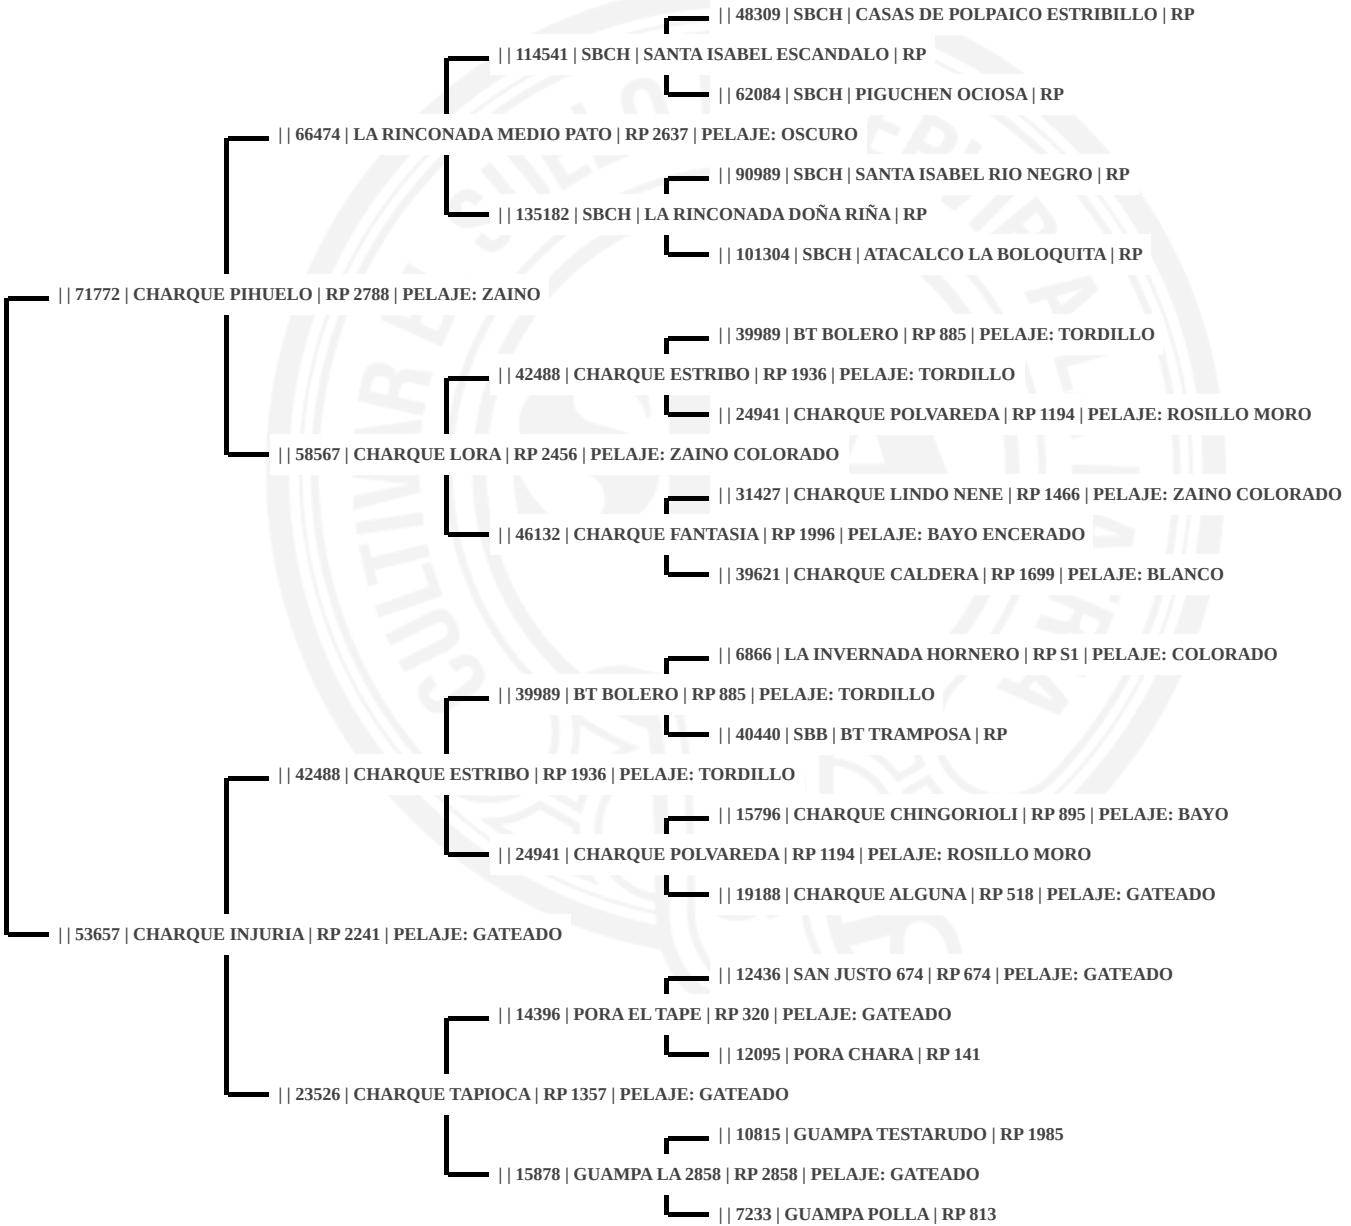 | | 48309 | SBCH | CASAS DE POLPAICO ESTRIBILLO | RP
| | 114541 | SBCH | SANTA ISABEL ESCANDALO | RP
| | 62084 | SBCH | PIGUCHEN OCIOSA | RP
| | 66474 | LA RINCONADA MEDIO PATO | RP 2637 | PELAJE: OSCURO
| | 90989 | SBCH | SANTA ISABEL RIO NEGRO | RP
| | 135182 | SBCH | LA RINCONADA DOÑA RIÑA | RP
| | 101304 | SBCH | ATACALCO LA BOLOQUITA | RP
| | 71772 | CHARQUE PIHUELO | RP 2788 | PELAJE: ZAINO
| | 39989 | BT BOLERO | RP 885 | PELAJE: TORDILLO
| | 42488 | CHARQUE ESTRIBO | RP 1936 | PELAJE: TORDILLO
| | 24941 | CHARQUE POLVAREDA | RP 1194 | PELAJE: ROSILLO MORO
| | 58567 | CHARQUE LORA | RP 2456 | PELAJE: ZAINO COLORADO
| | 31427 | CHARQUE LINDO NENE | RP 1466 | PELAJE: ZAINO COLORADO
| | 46132 | CHARQUE FANTASIA | RP 1996 | PELAJE: BAYO ENCERADO
| | 39621 | CHARQUE CALDERA | RP 1699 | PELAJE: BLANCO
| | 6866 | LA INVERNADA HORNERO | RP S1 | PELAJE: COLORADO
| | 39989 | BT BOLERO | RP 885 | PELAJE: TORDILLO
| | 40440 | SBB | BT TRAMPOSA | RP
| | 42488 | CHARQUE ESTRIBO | RP 1936 | PELAJE: TORDILLO
| | 15796 | CHARQUE CHINGORIOLI | RP 895 | PELAJE: BAYO
| | 24941 | CHARQUE POLVAREDA | RP 1194 | PELAJE: ROSILLO MORO
| | 19188 | CHARQUE ALGUNA | RP 518 | PELAJE: GATEADO
| | 53657 | CHARQUE INJURIA | RP 2241 | PELAJE: GATEADO
| | 12436 | SAN JUSTO 674 | RP 674 | PELAJE: GATEADO
| | 14396 | PORA EL TAPE | RP 320 | PELAJE: GATEADO
| | 12095 | PORA CHARA | RP 141
| | 23526 | CHARQUE TAPIOCA | RP 1357 | PELAJE: GATEADO
| | 10815 | GUAMPA TESTARUDO | RP 1985
| | 15878 | GUAMPA LA 2858 | RP 2858 | PELAJE: GATEADO
| | 7233 | GUAMPA POLLA | RP 813